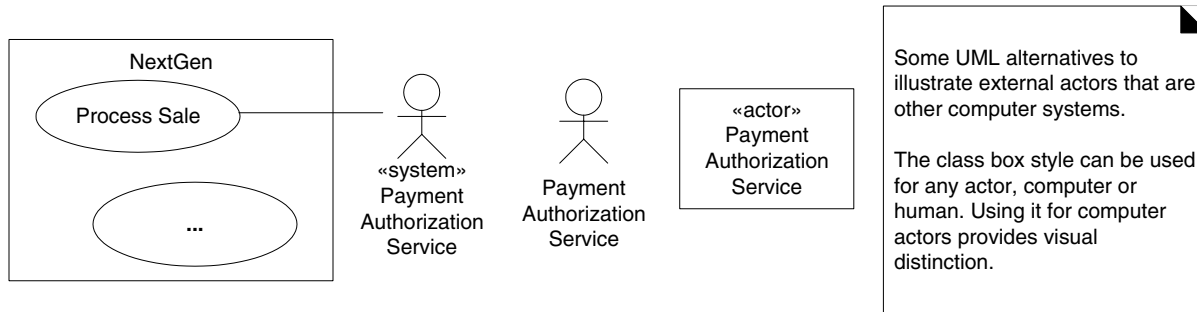 NextGen
Process Sale
...
«system»
Payment
Authorization
Service
Payment
Authorization
Service
«actor»
Payment
Authorization
Service
Some UML alternatives to
illustrate external actors that are
other computer systems.
The class box style can be used
for any actor, computer or
human. Using it for computer
actors provides visual
distinction.